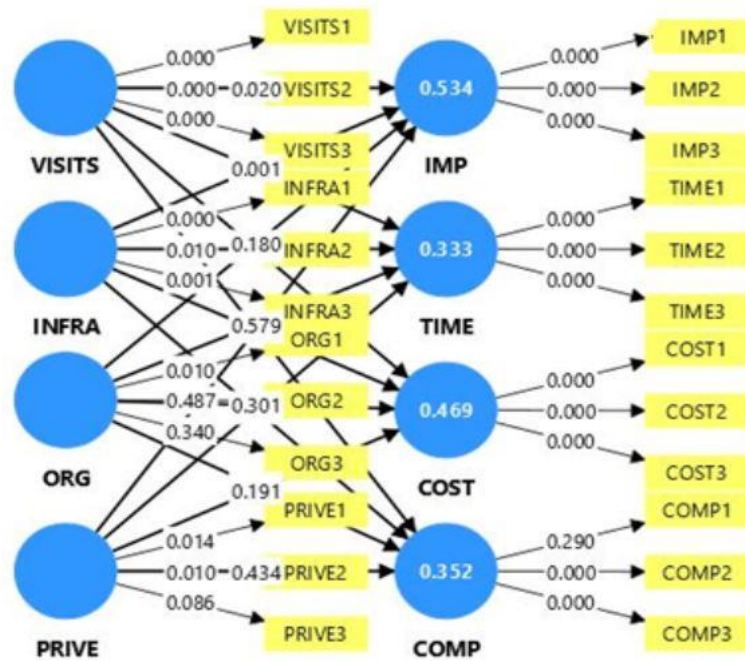 VISITS1
0.000
IMP1
0.000
0.000 0.020 VISITS2
0.534
0.000
IMP2
0.000
0.000
VISITS3
IMP3
VISITS
0.001
IMP
INFRA1
TIME1
0.000
0.000
0.010 0.180 INFRA2
0.333
0.000
TIME2
0.001
0.000
INFRA3
TIME3
INFRA
0.579
TIME
ORG1
COST1
0.010
0.000
0.487 0.301 ORG2
0.469
0.000
COST2
0.340
0.000
ORG3
COST3
ORG
0.191
COST
PRIVE1
COMP1
0.014
0.290
0.010 0.434 PRIVE2
0.352
0.000
COMP2
0.086
0.000
PRIVE3
COMP3
PRIVE
COMP